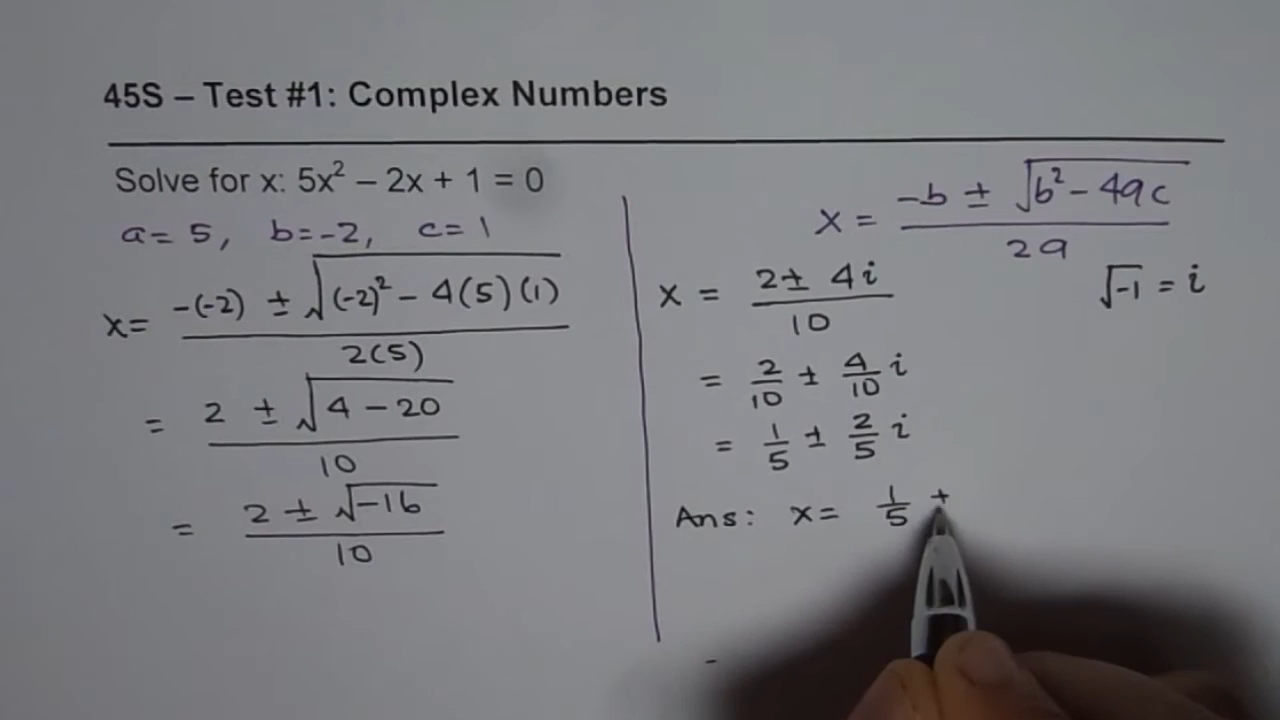 45S – Test #1: Complex Numbers
Solve for x: 5x² – 2x + 1 = 0
a = 5, b = -2, c = 1
x = (-(-2) ± √((-2)² - 4(5)(1))) / 2(5)
= (2 ± √(4 - 20)) / 10
= (2 ± √-16) / 10
x = (-b ± √(b² - 4ac)) / 2a
√-1 = i
x = (2 ± 4i) / 10
= 2/10 ± 4/10 i
= 1/5 ± 2/5 i
Ans: x = 1/5 +